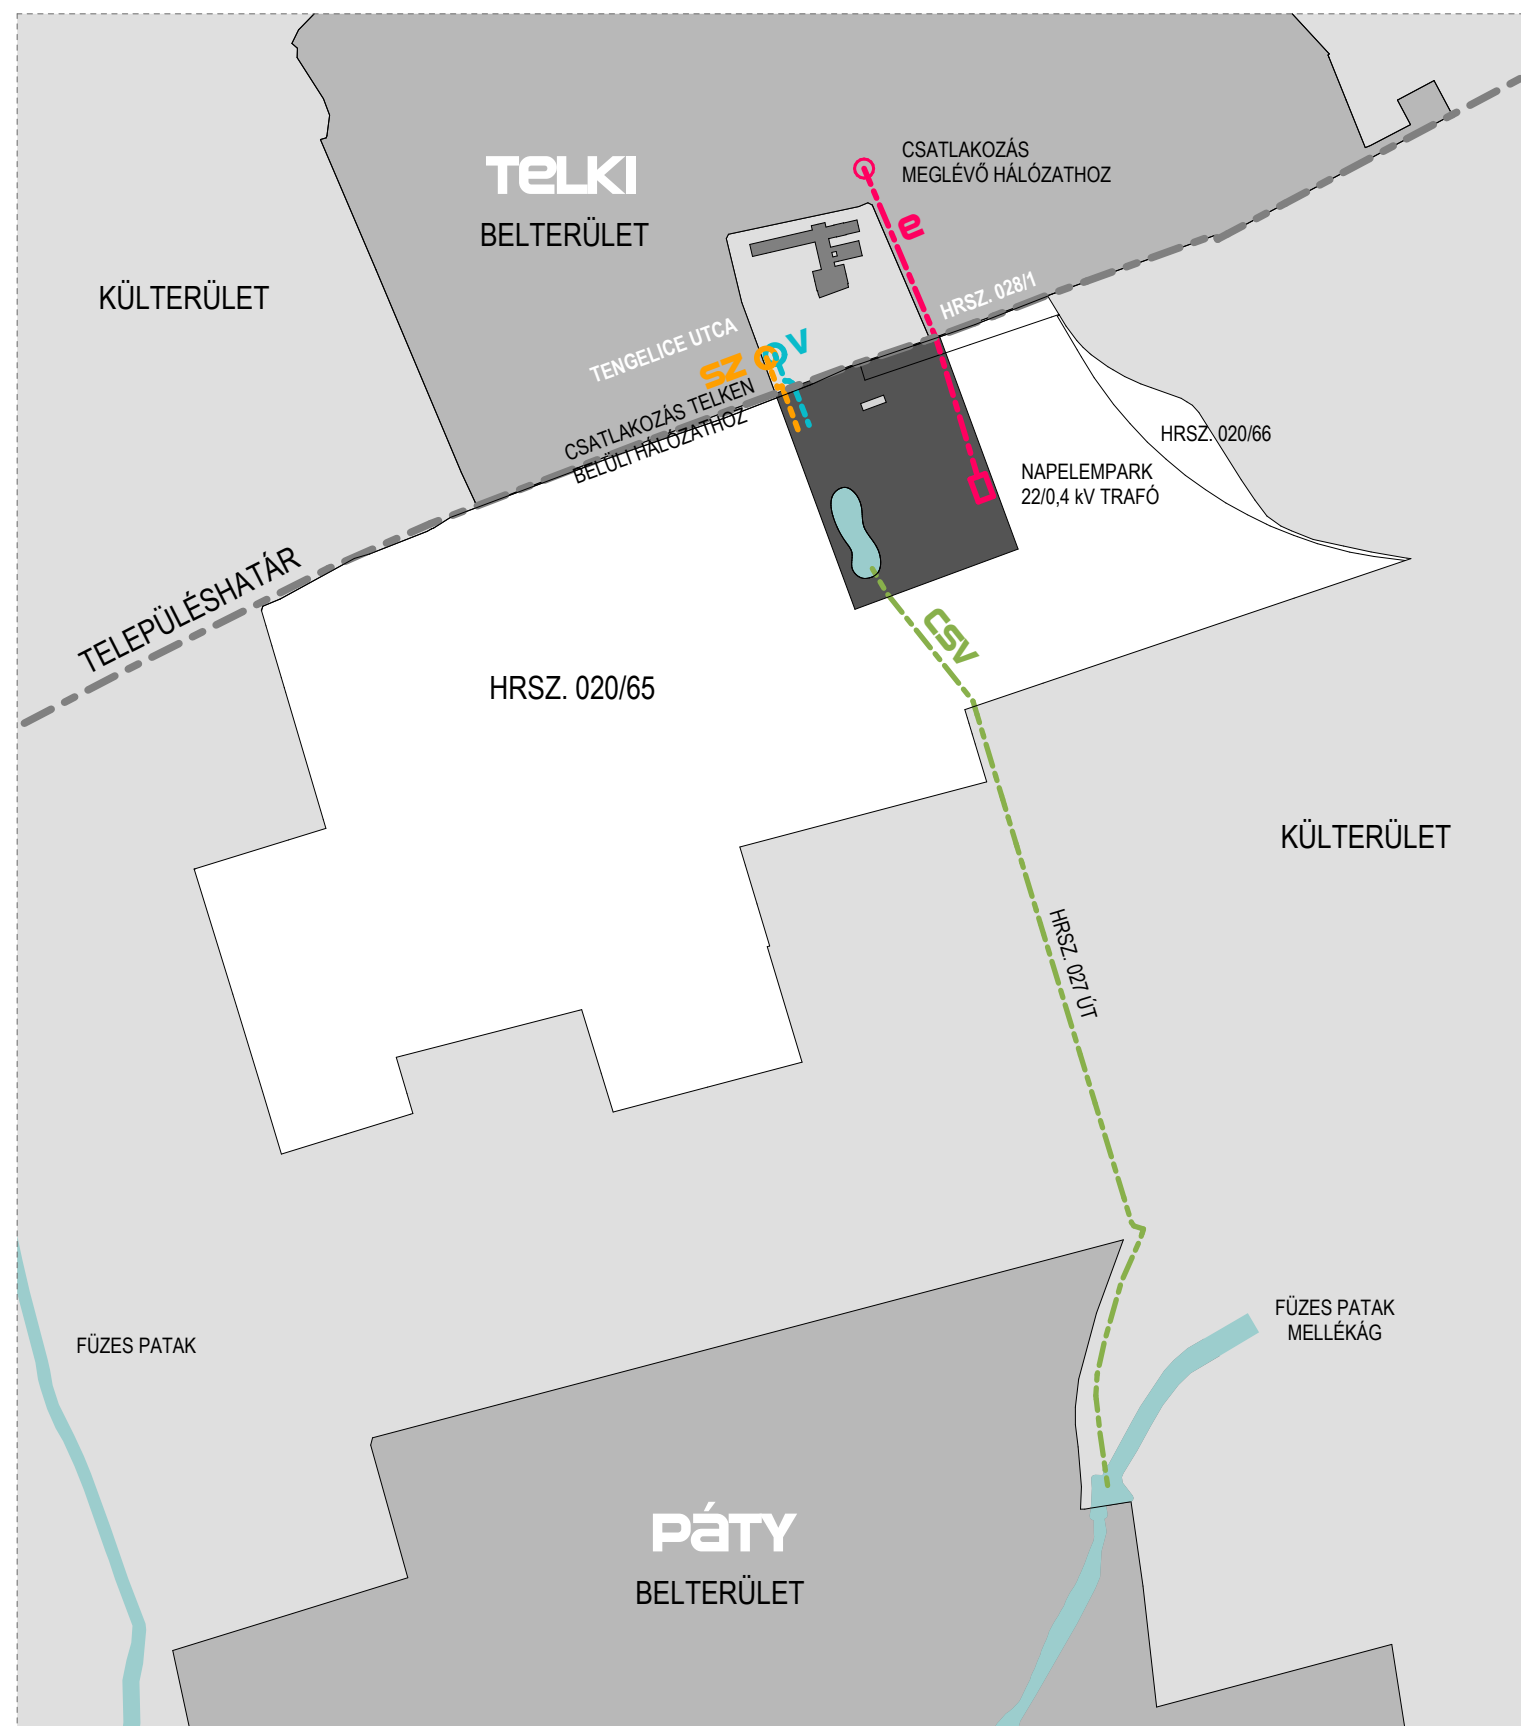 CSATLAKOZÁS
MEGLÉVŐ HÁLÓZATHOZ
TeLKI
BELTERÜLET
e
KÜLTERÜLET
HRSZ. 028/1
TENGELICE UTCA
SZ
V
CSATLAKOZÁS TELKEN
BELÜLI HÁLÓZATHOZ
HRSZ. 020/66
NAPELEMPARK
22/0,4 kV TRAFÓ
TELEPÜLÉSHATÁR
CSV
HRSZ. 020/65
KÜLTERÜLET
HRSZ. 027 ÚT
FÜZES PATAK
MELLÉKÁG
FÜZES PATAK
PáTY
BELTERÜLET